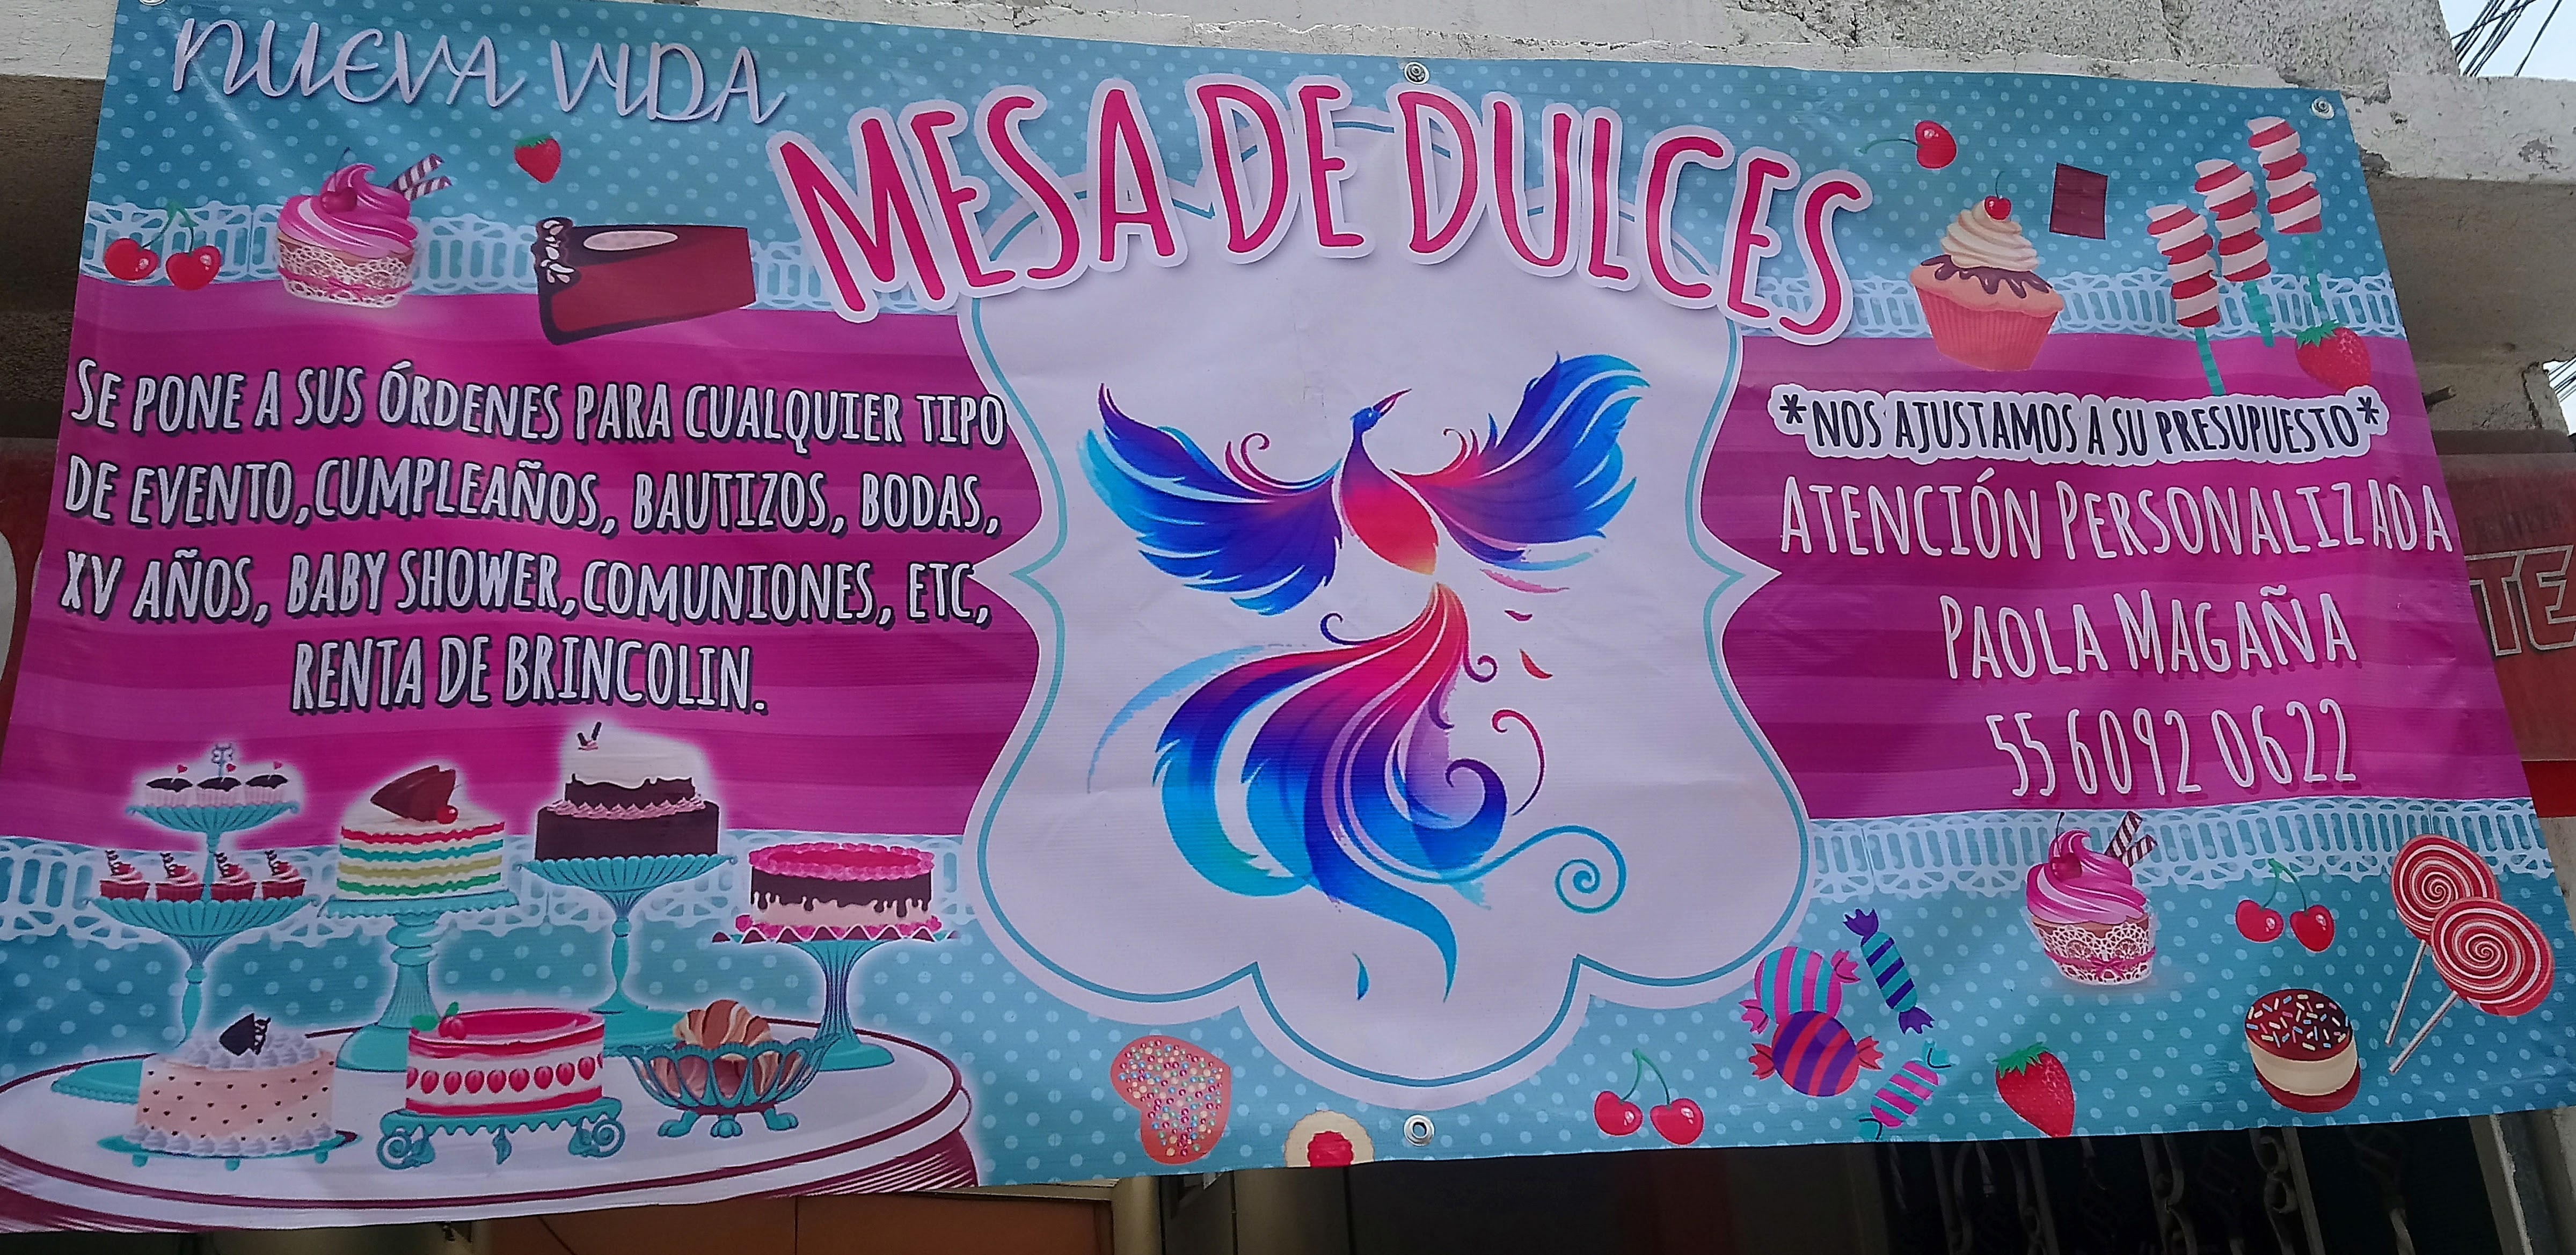 NUEVA VIDA
MESA DE DULCES
SE PONE A SUS ÓRDENES PARA CUALQUIER TIPO
DE EVENTO, CUMPLEAÑOS, BAUTIZOS, BODAS,
XV AÑOS, BABY SHOWER, COMUNIONES, ETC,
RENTA DE BRINCOLIN.
*NOS AJUSTAMOS A SU PRESUPUESTO*
ATENCIÓN PERSONALIZADA
PAOLA MAGAÑA
55 6092 0622
TE